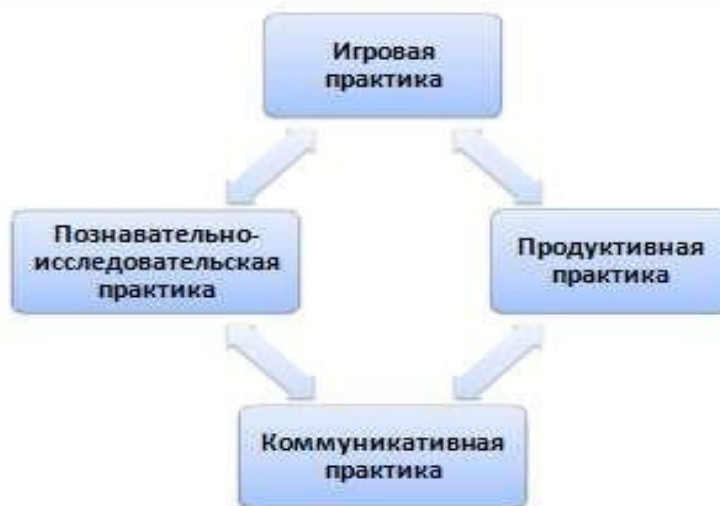 Игровая
практика
Познавательно-
исследовательская
практика
Продуктивная
практика
Коммуникативная
практика